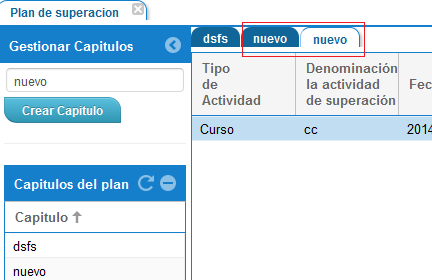 Plan de superacion
Gestionar Capitulos
nuevo
Crear Capitulo
Capitulos del plan
Capitulo
dsfs
nuevo
dsfs nuevo nuevo
Tipo
de
Actividad
Denominación
la actividad
de superación
Fec
Curso cc 2014